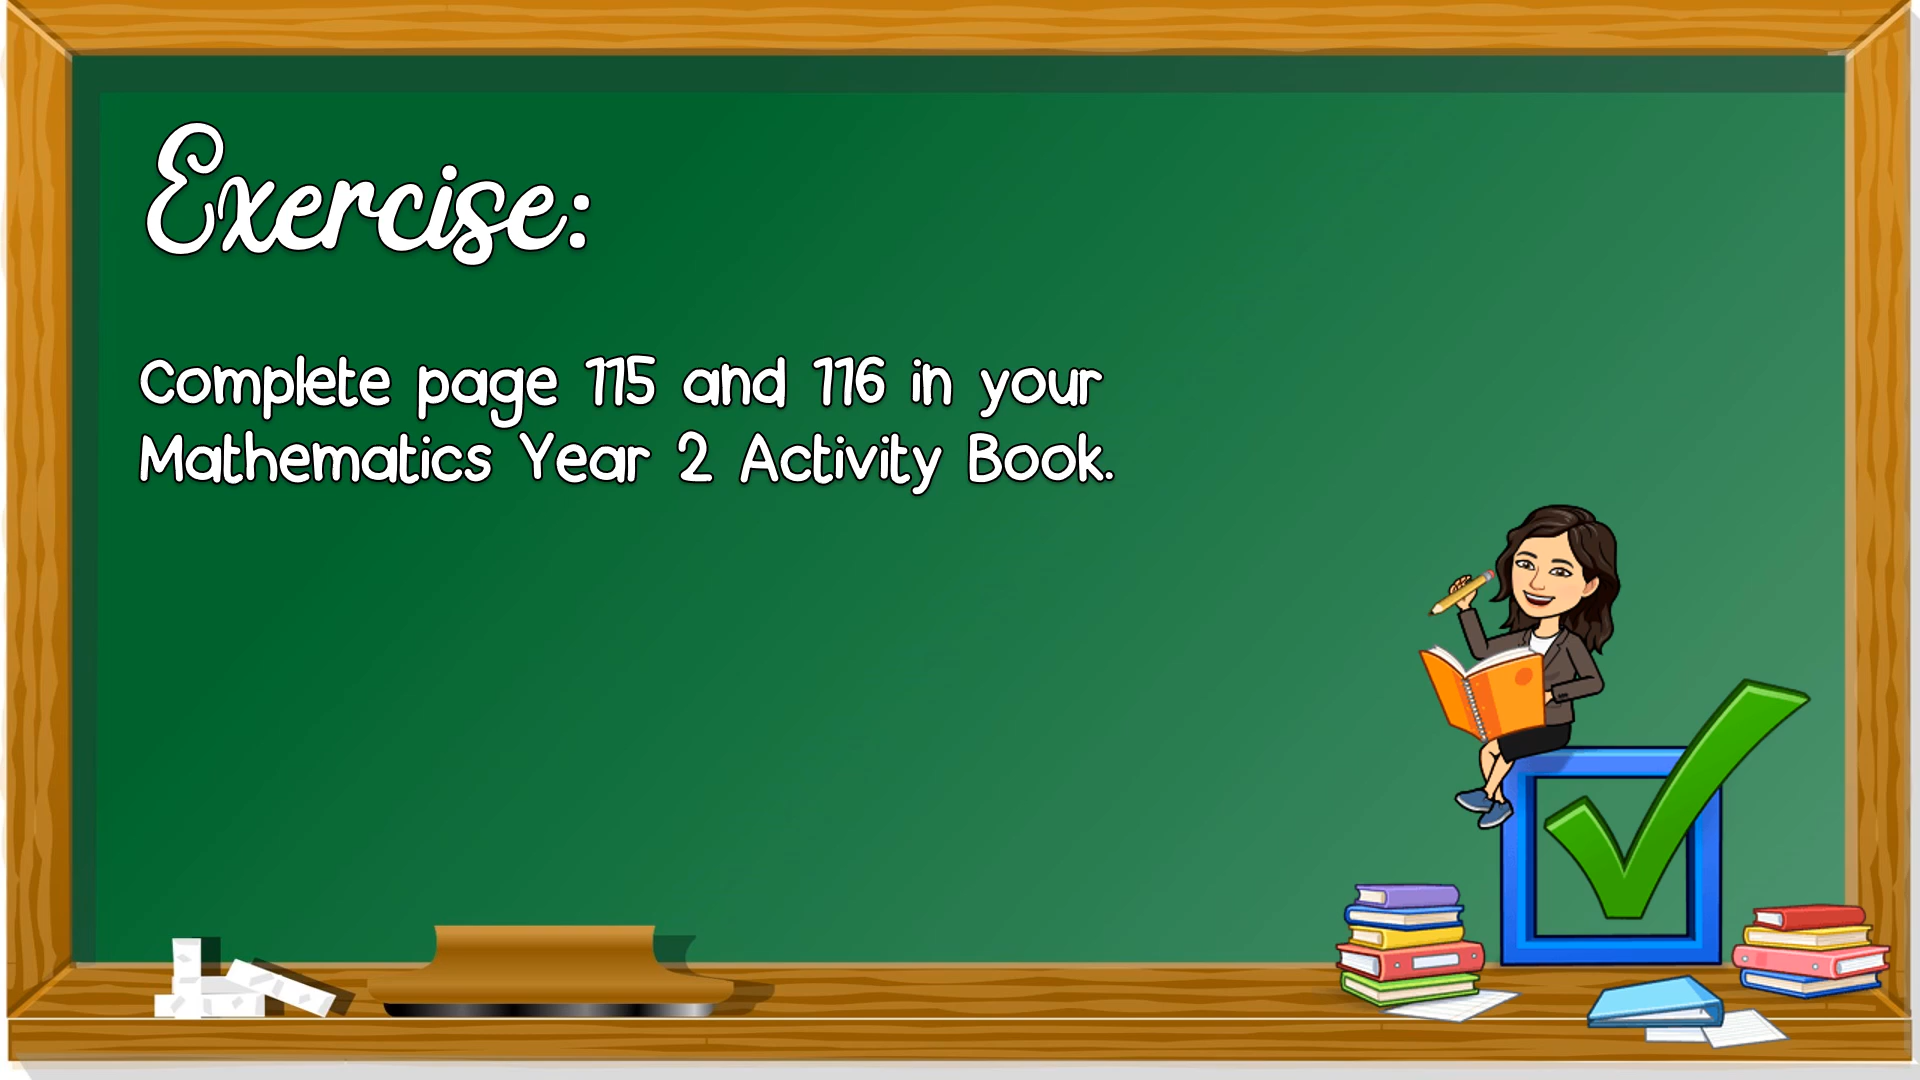 Exercise:
Complete page 115 and 116 in your
Mathematics Year 2 Activity Book.